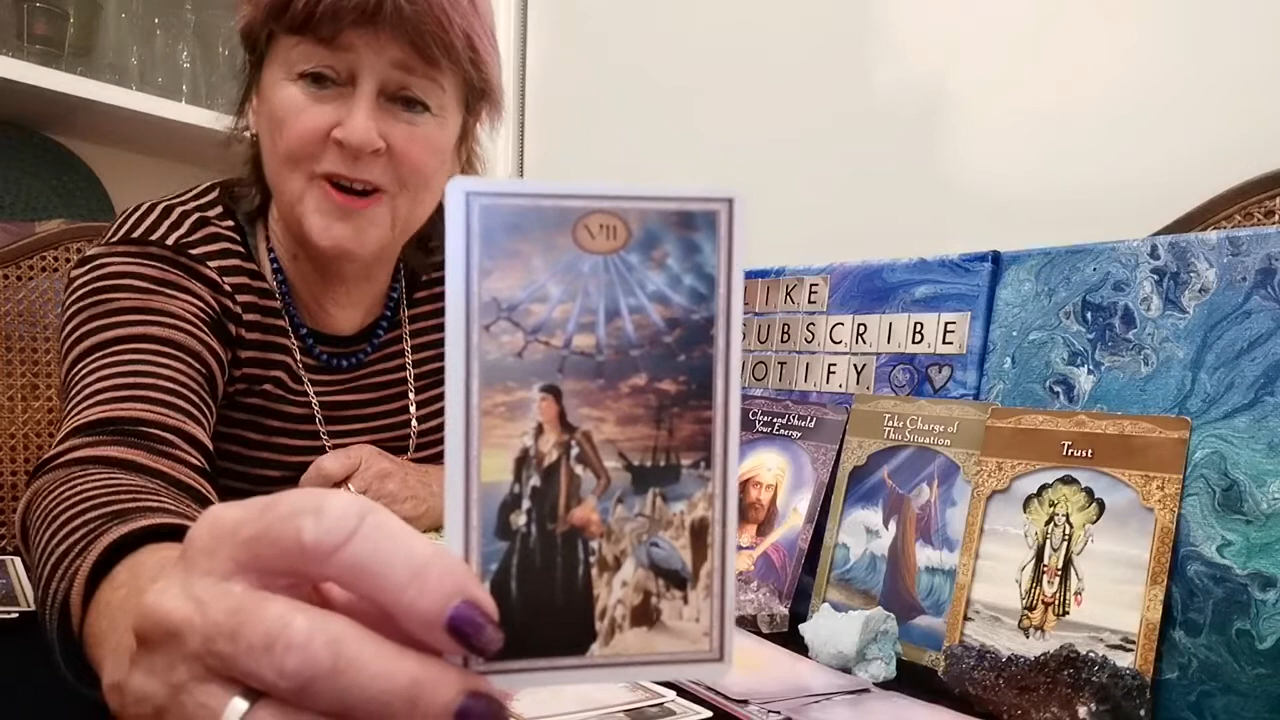 VII
LIKE
SUBSCRIBE
NOTIFY
Clear and Shield
Your Energy
Take Charge of
This Situation
Trust